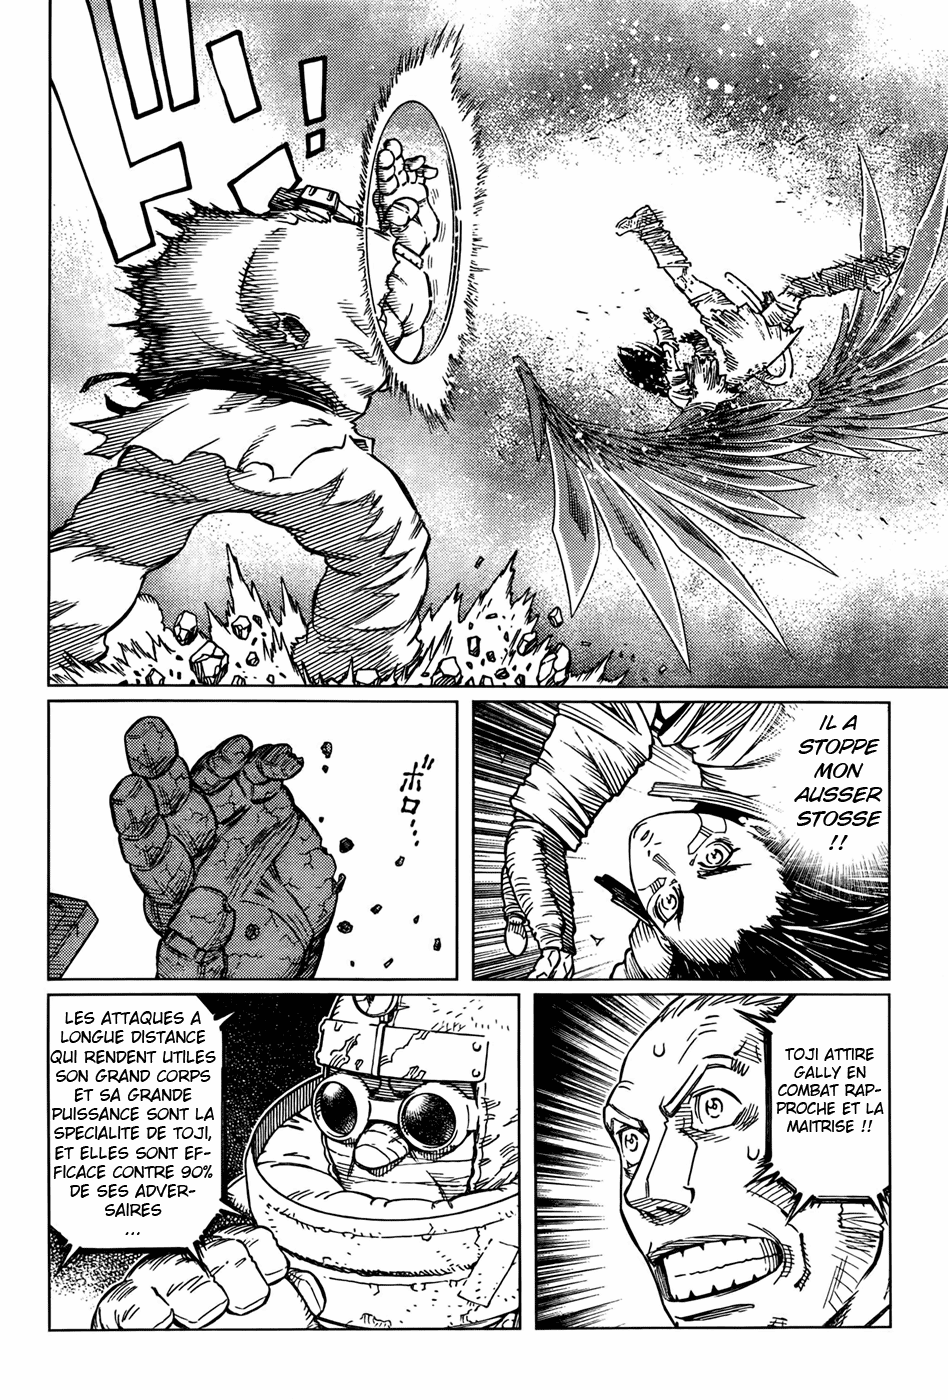 ドドッ!
IL A
STOPPE
MON
AUSSER
STOSSE
!!
ボロ…
LES ATTAQUES A
LONGUE DISTANCE
QUI RENDENT UTILES
SON GRAND CORPS
ET SA GRANDE
PUISSANCE SONT LA
SPECIALITE DE TOJI,
ET ELLES SONT EF-
FICACE CONTRE 90%
DE SES ADVER-
SAIRES
...
TOJI ATTIRE
GALLY EN
COMBAT RAP-
PROCHE ET LA
MAITRISE !!